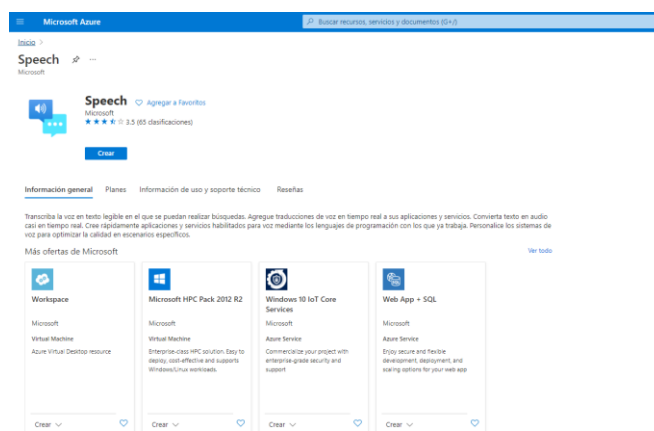 Microsoft Azure
Buscar recursos, servicios y documentos (G+/)
Inicio >
Speech
Microsoft
Speech
Agregar a Favoritos
Microsoft
3.5 (65 clasificaciones)
Crear
Información general Planes Información de uso y soporte técnico Reseñas
Transcriba la voz en texto legible en el que se puedan realizar búsquedas. Agregue traducciones de voz en tiempo real a sus aplicaciones y servicios. Convierta texto en audio
casi en tiempo real. Cree rápidamente aplicaciones y servicios habilitados para voz mediante los lenguajes de programación con los que ya trabaja. Personalice los sistemas de
voz para optimizar la calidad en escenarios específicos.
Más ofertas de Microsoft
Ver todo
Workspace
Microsoft
Virtual Machine
Azure Virtual Desktop resource
Crear
Microsoft HPC Pack 2012 R2
Microsoft
Virtual Machine
Enterprise-class HPC solution. Easy to
deploy, cost-effective and supports
Windows/Linux workloads.
Crear
Windows 10 IoT Core
Services
Microsoft
Azure Service
Commercialize your project with
enterprise-grade security and
support
Crear
Web App + SQL
Microsoft
Azure Service
Enjoy secure and flexible
development, deployment, and
scaling options for your web app
Crear